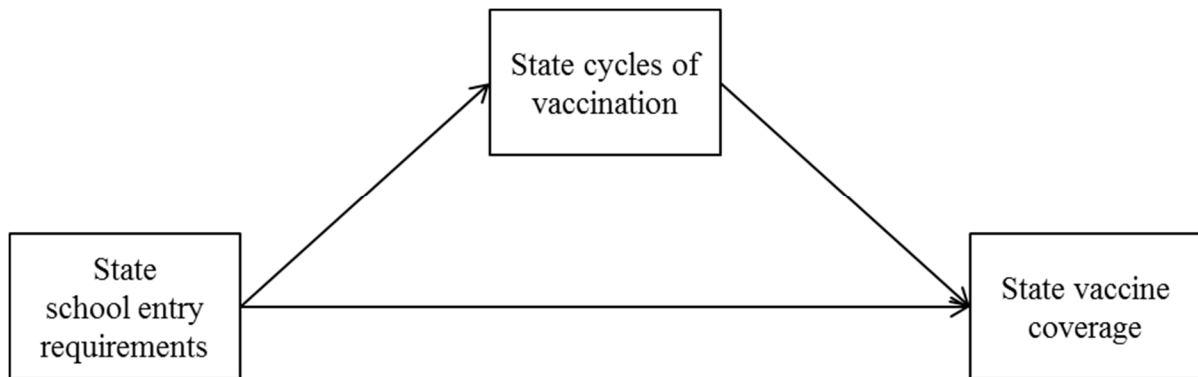 State cycles of
vaccination
State
school entry
requirements
State vaccine
coverage